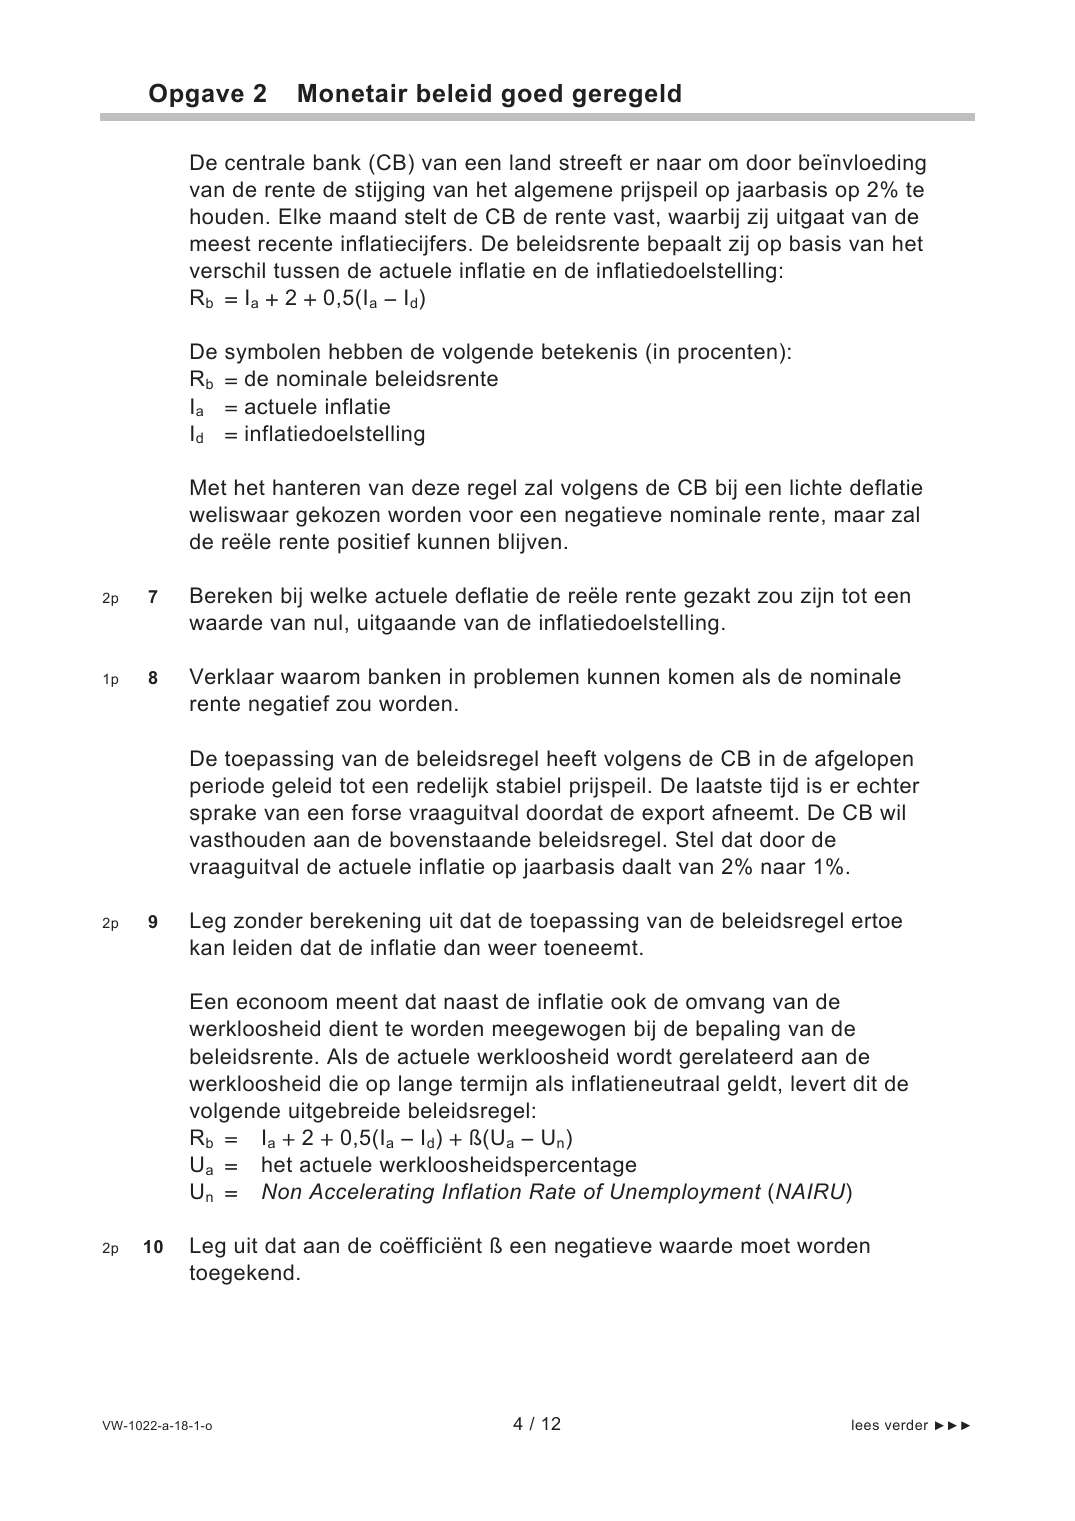 Opgave 2 Monetair beleid goed geregeld
De centrale bank (CB) van een land streeft er naar om door beïnvloeding
van de rente de stijging van het algemene prijspeil op jaarbasis op 2% te
houden. Elke maand stelt de CB de rente vast, waarbij zij uitgaat van de
meest recente inflatiecijfers. De beleidsrente bepaalt zij op basis van het
verschil tussen de actuele inflatie en de inflatiedoelstelling:
Rb = Ia + 2 + 0,5(Ia – Id)
De symbolen hebben de volgende betekenis (in procenten):
Rb = de nominale beleidsrente
Ia = actuele inflatie
Id = inflatiedoelstelling
Met het hanteren van deze regel zal volgens de CB bij een lichte deflatie
weliswaar gekozen worden voor een negatieve nominale rente, maar zal
de reële rente positief kunnen blijven.
2p 7 Bereken bij welke actuele deflatie de reële rente gezakt zou zijn tot een
waarde van nul, uitgaande van de inflatiedoelstelling.
1p 8 Verklaar waarom banken in problemen kunnen komen als de nominale
rente negatief zou worden.
De toepassing van de beleidsregel heeft volgens de CB in de afgelopen
periode geleid tot een redelijk stabiel prijspeil. De laatste tijd is er echter
sprake van een forse vraaguitval doordat de export afneemt. De CB wil
vasthouden aan de bovenstaande beleidsregel. Stel dat door de
vraaguitval de actuele inflatie op jaarbasis daalt van 2% naar 1%.
2p 9 Leg zonder berekening uit dat de toepassing van de beleidsregel ertoe
kan leiden dat de inflatie dan weer toeneemt.
Een econoom meent dat naast de inflatie ook de omvang van de
werkloosheid dient te worden meegewogen bij de bepaling van de
beleidsrente. Als de actuele werkloosheid wordt gerelateerd aan de
werkloosheid die op lange termijn als inflatieneutraal geldt, levert dit de
volgende uitgebreide beleidsregel:
Rb = Ia + 2 + 0,5(Ia – Id) + ß(Ua – Un)
Ua = het actuele werkloosheidspercentage
Un = Non Accelerating Inflation Rate of Unemployment (NAIRU)
2p 10 Leg uit dat aan de coëfficiënt ß een negatieve waarde moet worden
toegekend.
VW-1022-a-18-1-o 4 / 12 lees verder ►►►